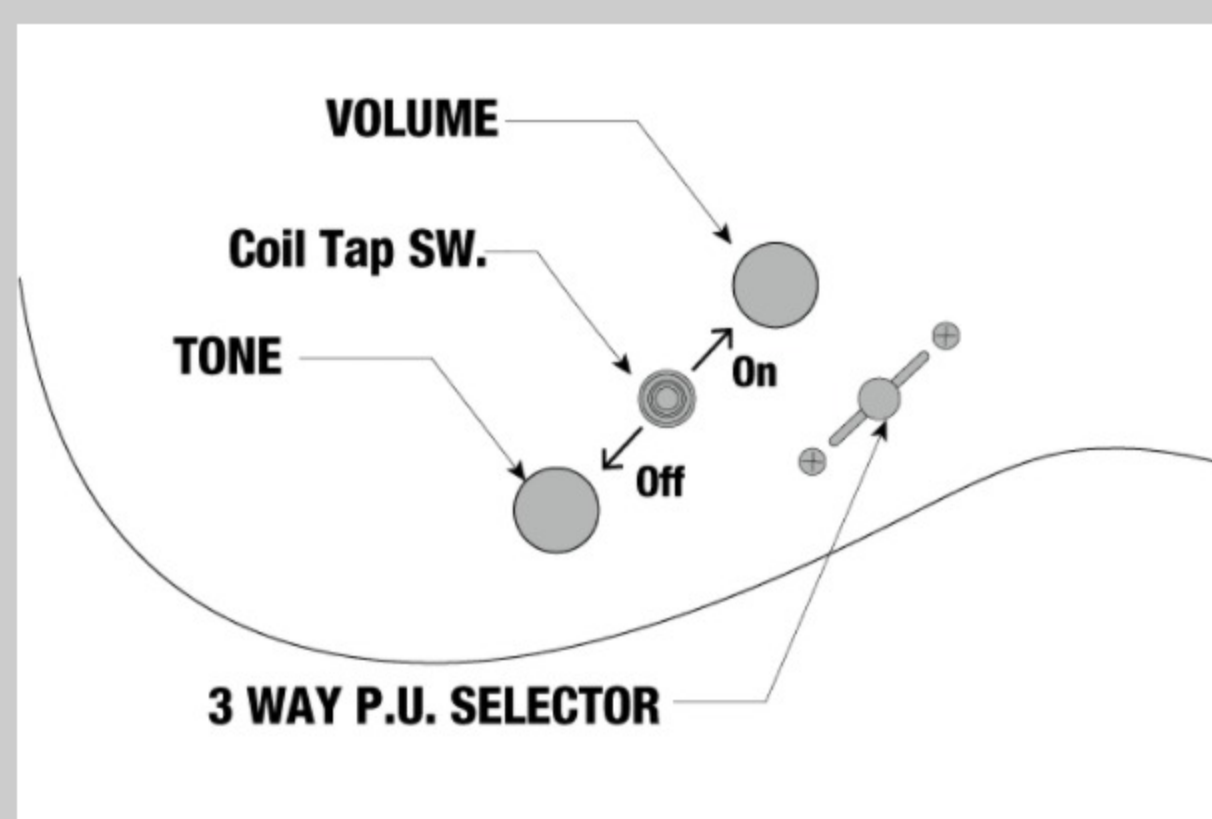 VOLUME
Coil Tap SW.
TONE
On
Off
3 WAY P.U. SELECTOR